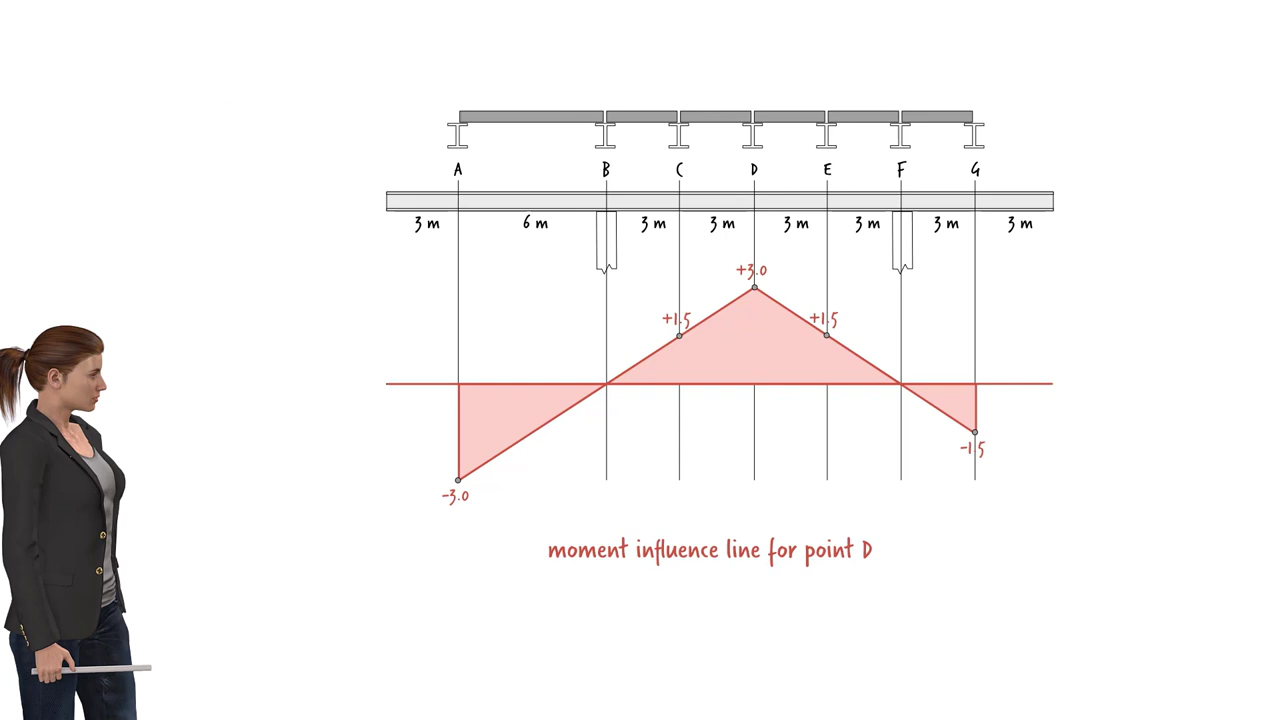 A B C D E F G
3 m 6 m 3 m 3 m 3 m 3 m 3 m 3 m
+3.0
+1.5 +1.5
-1.5
-3.0
moment influence line for point D